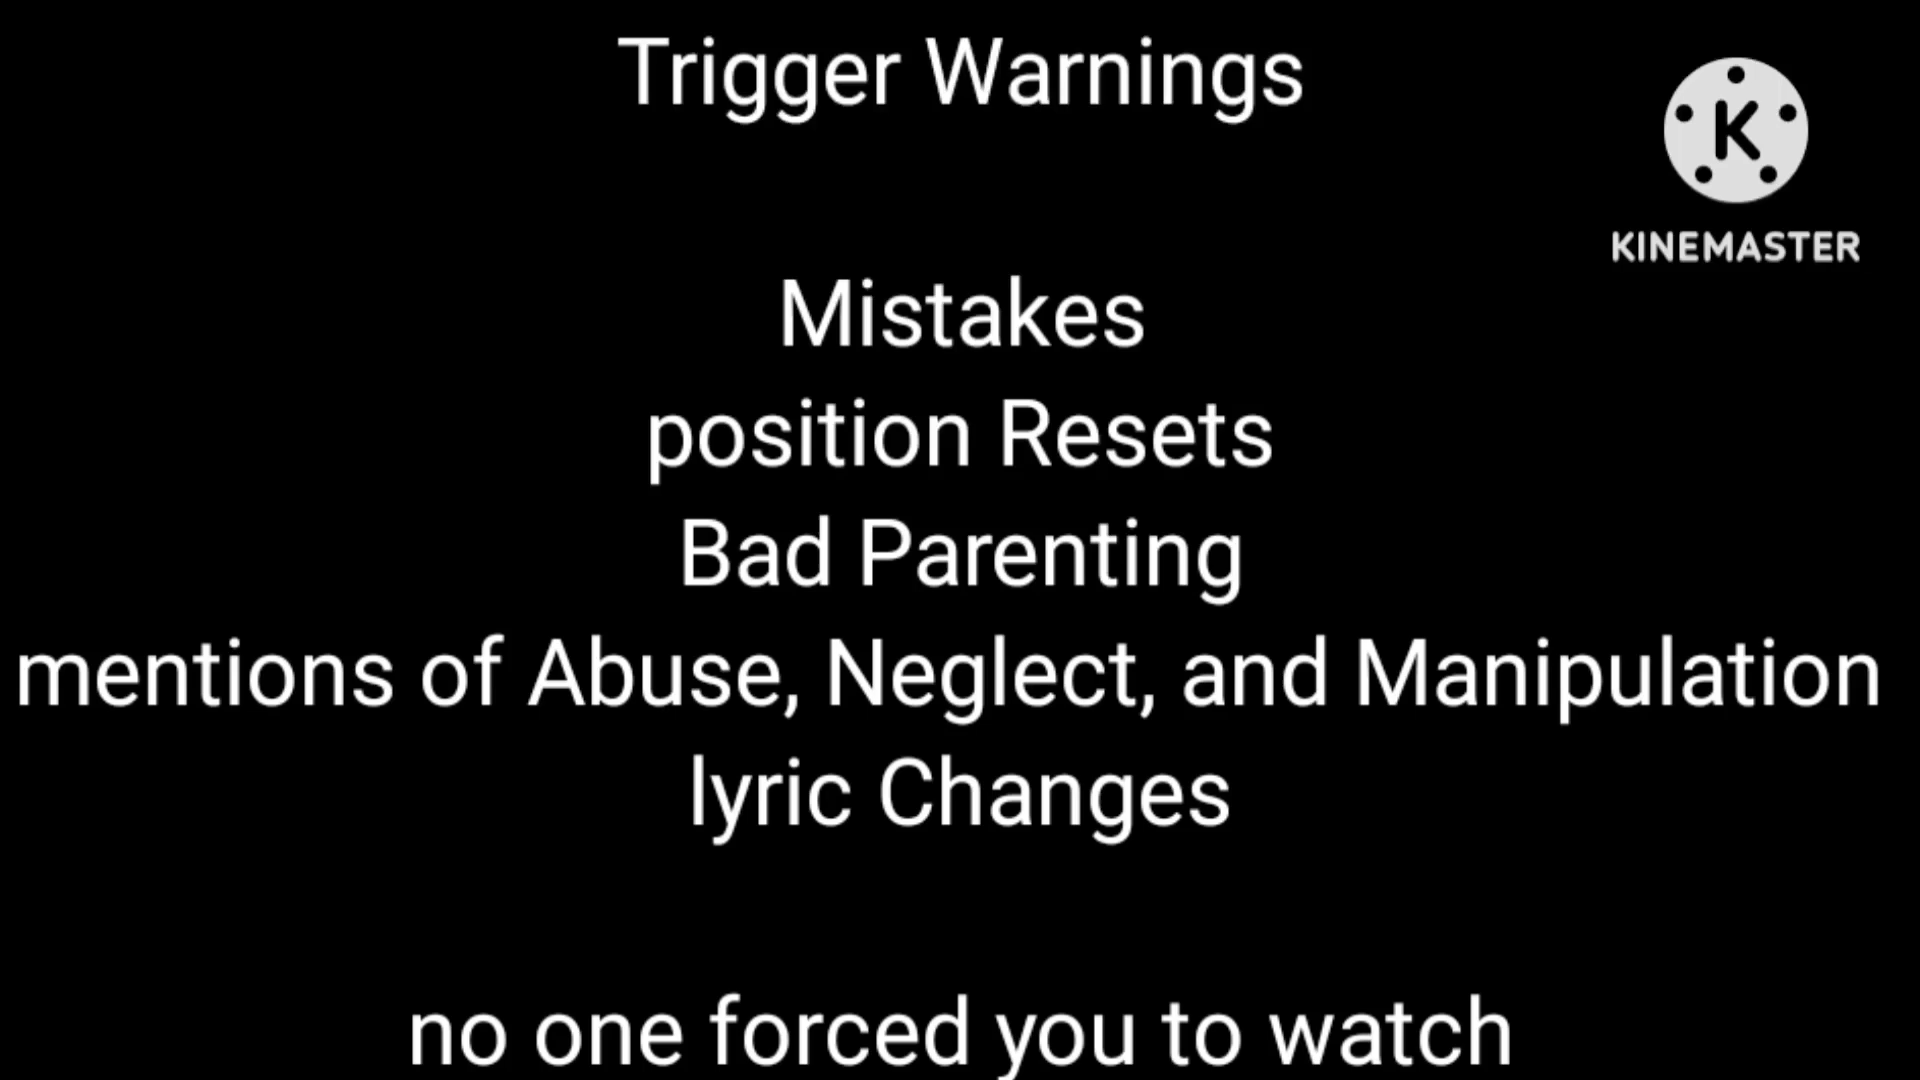 Trigger Warnings
K
KINEMASTER
Mistakes
position Resets
Bad Parenting
mentions of Abuse, Neglect, and Manipulation
lyric Changes
no one forced you to watch